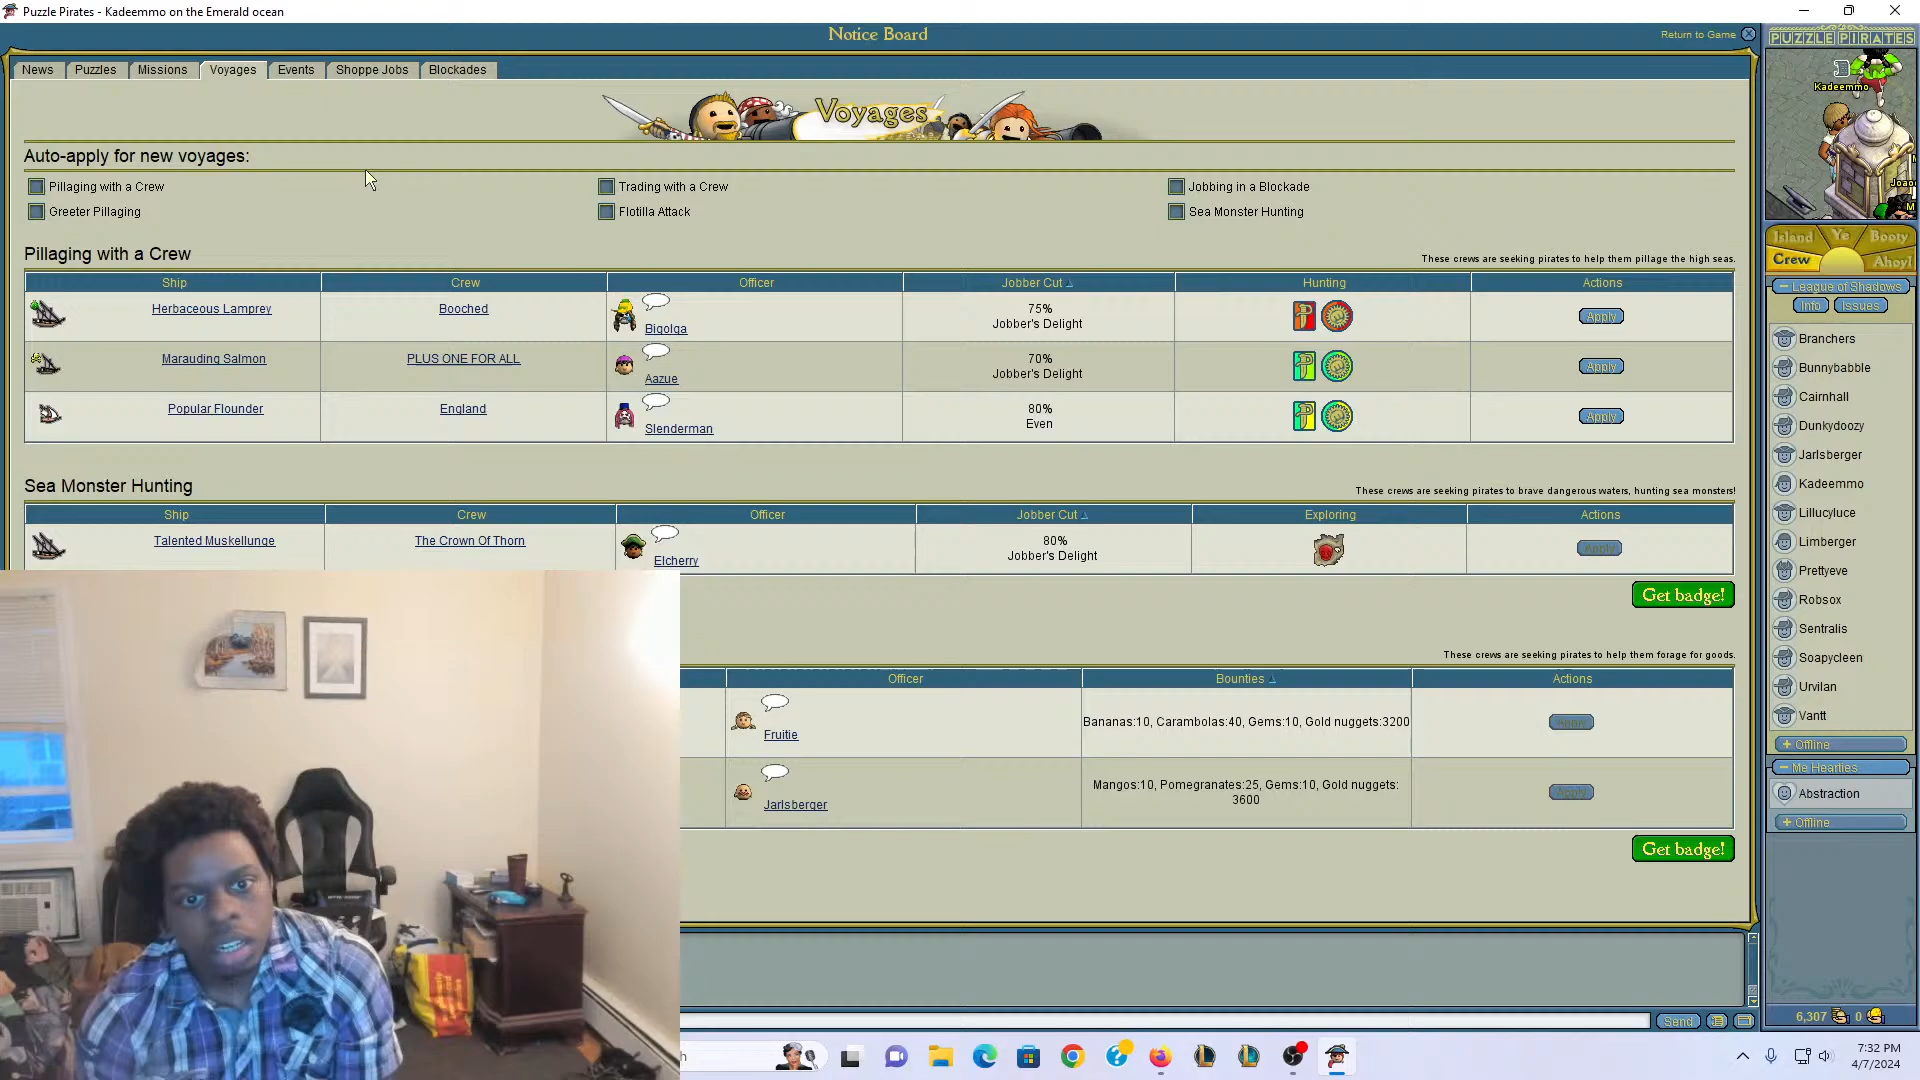 Puzzle Pirates - Kadeemmo on the Emerald ocean
Notice Board
Return to Game
PUZZLE PIRATES
News Puzzles Missions Voyages Events Shoppe Jobs Blockades
Voyages
Auto-apply for new voyages:
Pillaging with a Crew Trading with a Crew Jobbing in a Blockade
Greeter Pillaging Flotilla Attack Sea Monster Hunting
Pillaging with a Crew
These crews are seeking pirates to help them pillage the high seas.
Ship Crew Officer Jobber Cut Hunting Actions
Herbaceous Lamprey Booched Bigolga 75% Jobber's Delight Apply
Marauding Salmon PLUS ONE FOR ALL Aazue 70% Jobber's Delight Apply
Popular Flounder England Slenderman 80% Even Apply
Sea Monster Hunting
These crews are seeking pirates to brave dangerous waters, hunting sea monsters!
Ship Crew Officer Jobber Cut Exploring Actions
Talented Muskellunge The Crown Of Thorn Elcherry 80% Jobber's Delight Apply
Get badge!
These crews are seeking pirates to help them forage for goods.
Officer Bounties Actions
Fruitie Bananas:10, Carambolas:40, Gems:10, Gold nuggets:3200 Apply
Jarlsberger Mangos:10, Pomegranates:25, Gems:10, Gold nuggets:
3600 Apply
Get badge!
Send
Kadeemmo
Joao
M
Island Ye Booty
Crew Ahoy!
League of Shadows
Info Issues
Branchers
Bunnybabble
Cairnhall
Dunkydoozy
Jarlsberger
Kadeemmo
Lillucyluce
Limberger
Prettyeve
Robsox
Sentralis
Soapycleen
Urvilan
Vantt
Offline
Me Hearties
Abstraction
Offline
6,307 0
h
7:32 PM
4/7/2024